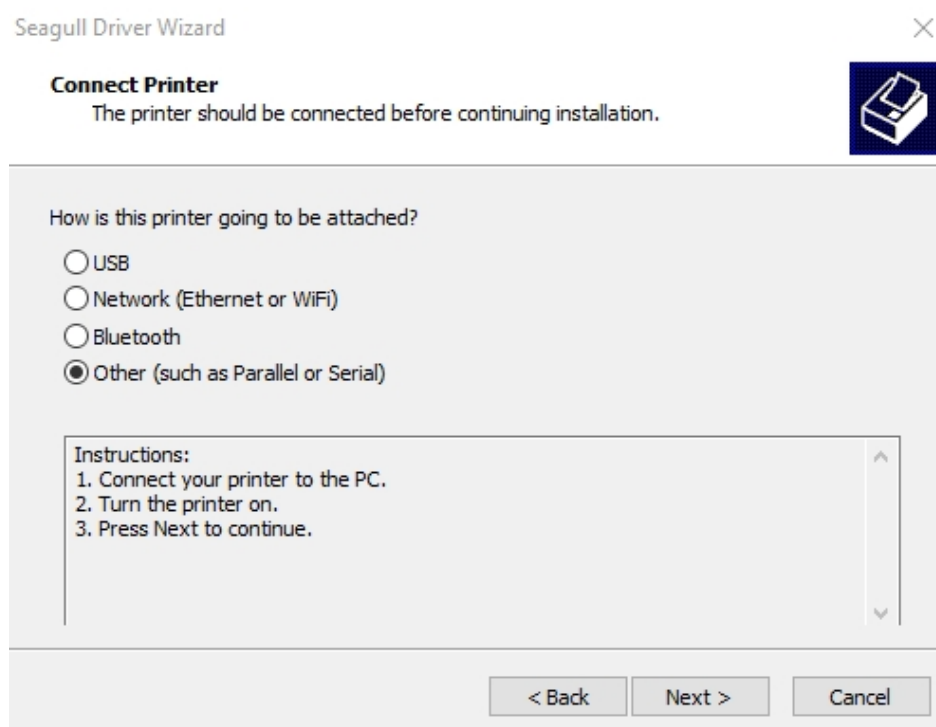 Seagull Driver Wizard
Connect Printer
The printer should be connected before continuing installation.
How is this printer going to be attached?
USB
Network (Ethernet or WiFi)
Bluetooth
Other (such as Parallel or Serial)
Instructions:
1. Connect your printer to the PC.
2. Turn the printer on.
3. Press Next to continue.
< Back Next > Cancel